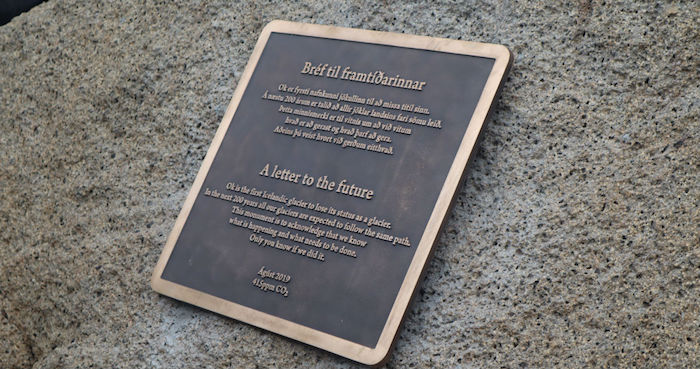 Bréf til framtíðarinnar
Ok er fyrsti nafnkunni jökullinn til að missa titil sinn.
Á næstu 200 árum er talið að allir jöklar landsins fari sömu leið.
Þetta minnismerki er til vitnis um að við vitum
hvað er að gerast og hvað þarf að gera.
Aðeins þú veist hvort við gerðum eitthvað.
A letter to the future
Ok is the first Icelandic glacier to lose its status as a glacier.
In the next 200 years all our glaciers are expected to follow the same path.
This monument is to acknowledge that we know
what is happening and what needs to be done.
Only you know if we did it.
Ágúst 2019
415ppm CO₂